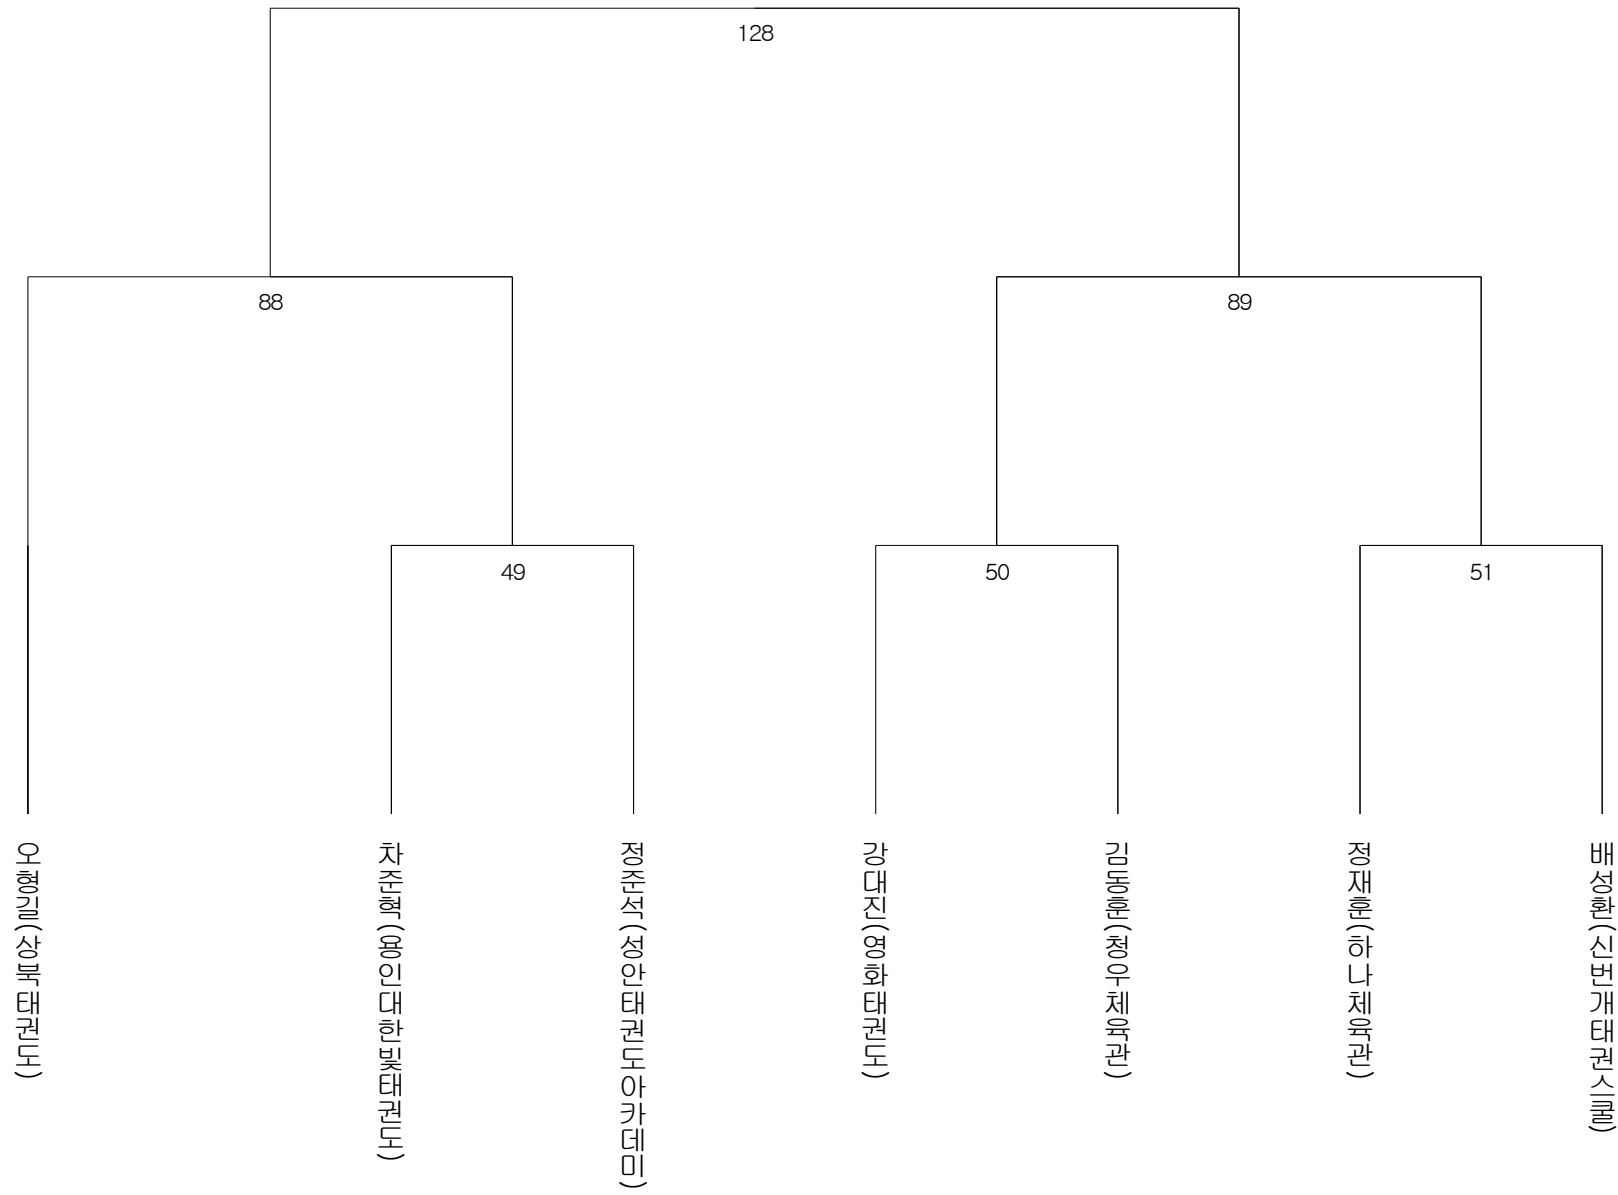 128
88
89
49
50
51
오형길(상북태권도)
차준혁(용인대한빛태권도)
정준석(성안태권도아카데미)
강대진(영화태권도)
김동훈(청우체육관)
정재훈(하나체육관)
배성환(신번개태권스쿨)